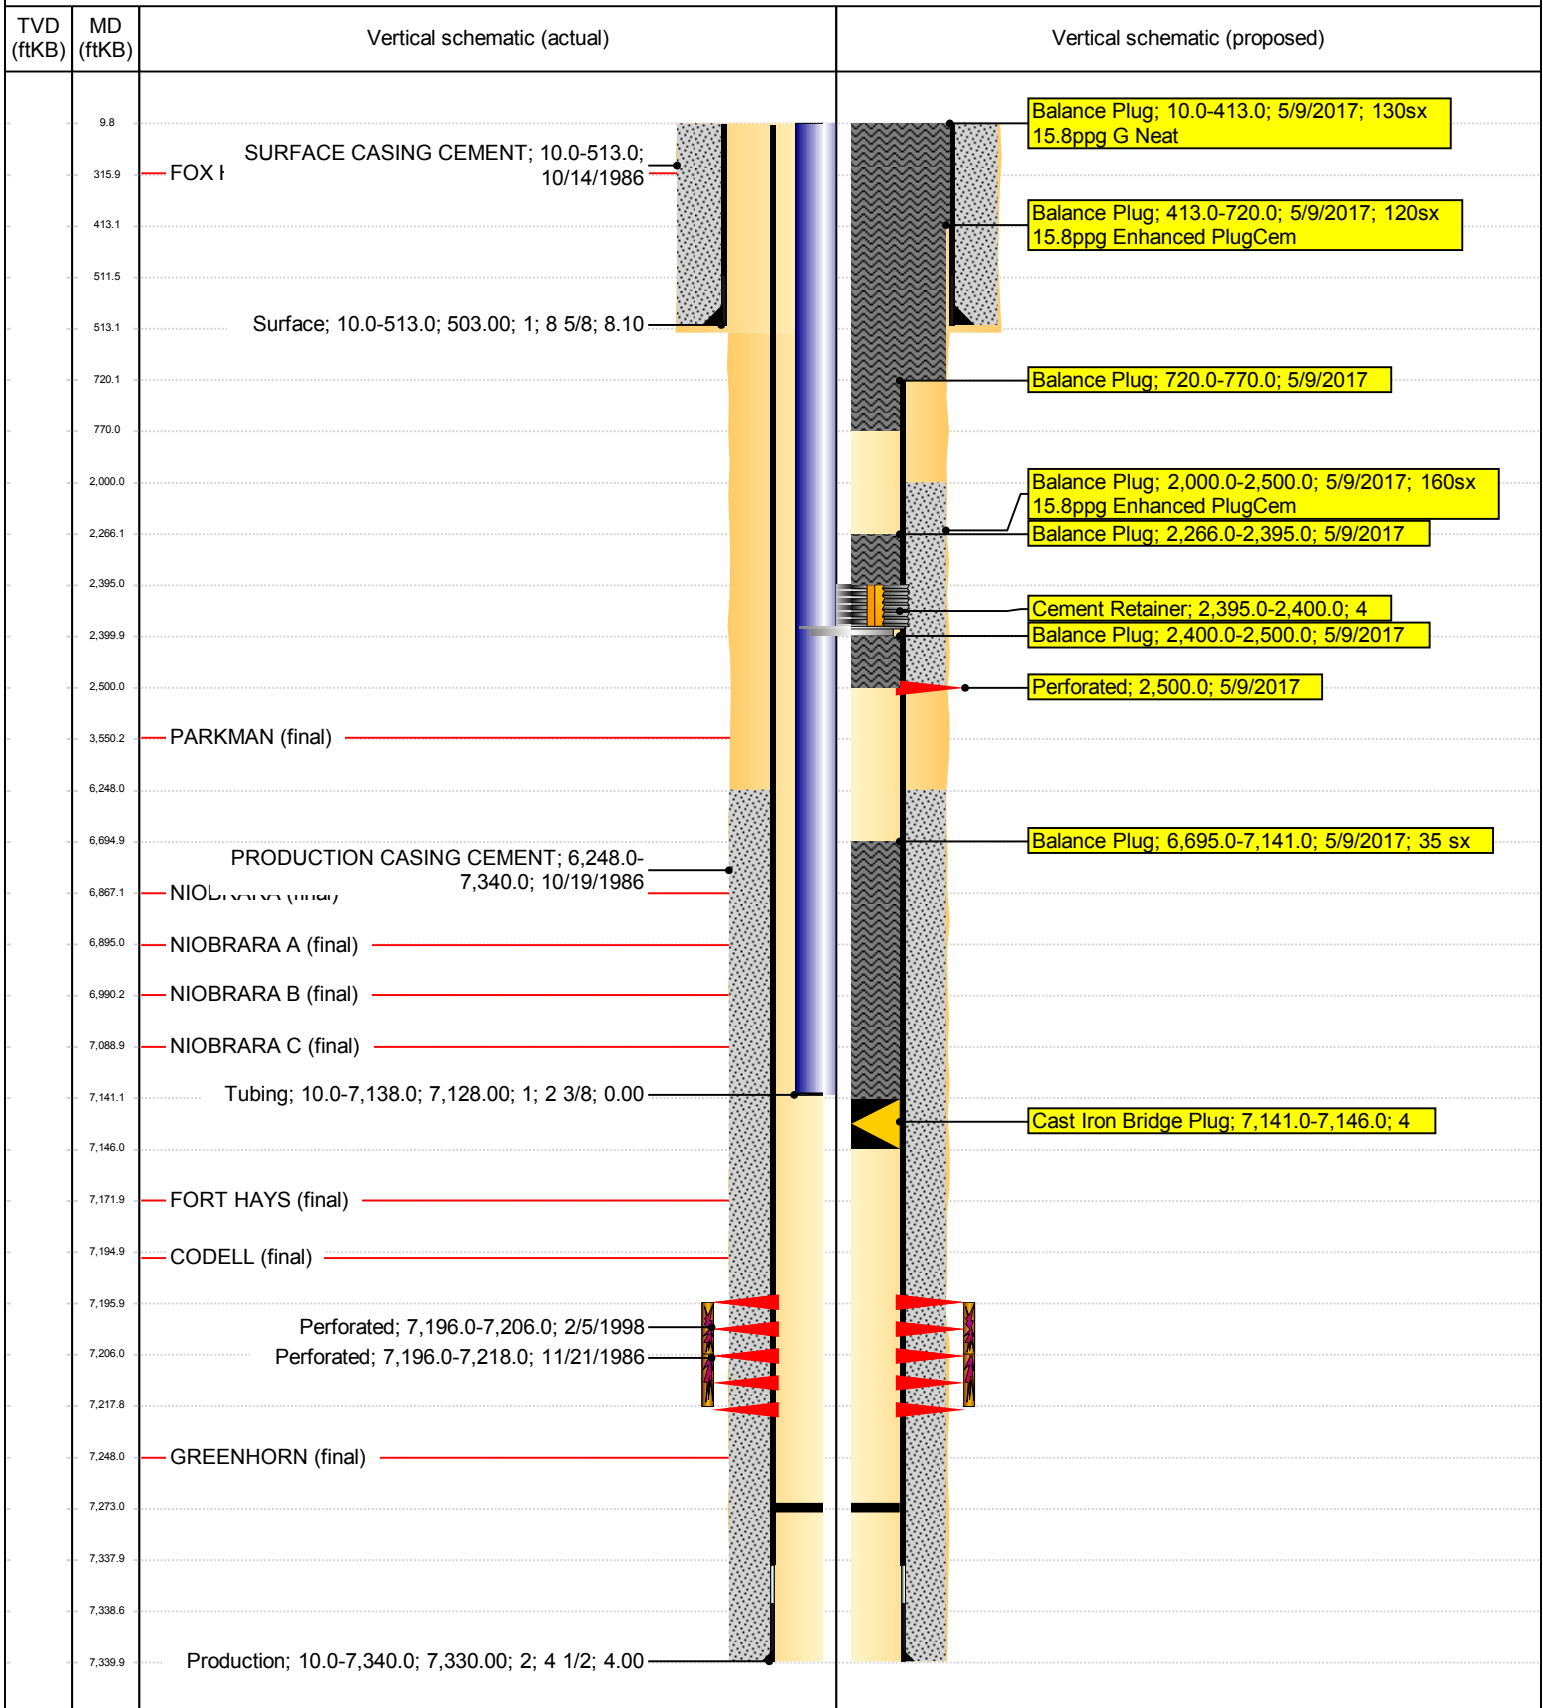 TVD
(ftKB)
MD
(ftKB)
Vertical schematic (actual)
Vertical schematic (proposed)
9.8
315.9
413.1
511.5
513.1
720.1
770.0
2,000.0
2,266.1
2,395.0
2,399.9
2,500.0
3,550.2
6,248.0
6,694.9
6,867.1
6,895.0
6,990.2
7,088.9
7,141.1
7,146.0
7,171.9
7,194.9
7,195.9
7,206.0
7,217.8
7,248.0
7,273.0
7,337.9
7,338.6
7,339.9
SURFACE CASING CEMENT; 10.0-513.0;
10/14/1986
FOX
Surface; 10.0-513.0; 503.00; 1; 8 5/8; 8.10
PARKMAN (final)
PRODUCTION CASING CEMENT; 6,248.0-
7,340.0; 10/19/1986
NIOBRARA (final)
NIOBRARA A (final)
NIOBRARA B (final)
NIOBRARA C (final)
Tubing; 10.0-7,138.0; 7,128.00; 1; 2 3/8; 0.00
FORT HAYS (final)
CODELL (final)
Perforated; 7,196.0-7,206.0; 2/5/1998
Perforated; 7,196.0-7,218.0; 11/21/1986
GREENHORN (final)
Production; 10.0-7,340.0; 7,330.00; 2; 4 1/2; 4.00
Balance Plug; 10.0-413.0; 5/9/2017; 130sx
15.8ppg G Neat
Balance Plug; 413.0-720.0; 5/9/2017; 120sx
15.8ppg Enhanced PlugCem
Balance Plug; 720.0-770.0; 5/9/2017
Balance Plug; 2,000.0-2,500.0; 5/9/2017; 160sx
15.8ppg Enhanced PlugCem
Balance Plug; 2,266.0-2,395.0; 5/9/2017
Cement Retainer; 2,395.0-2,400.0; 4
Balance Plug; 2,400.0-2,500.0; 5/9/2017
Perforated; 2,500.0; 5/9/2017
Balance Plug; 6,695.0-7,141.0; 5/9/2017; 35 sx
Cast Iron Bridge Plug; 7,141.0-7,146.0; 4